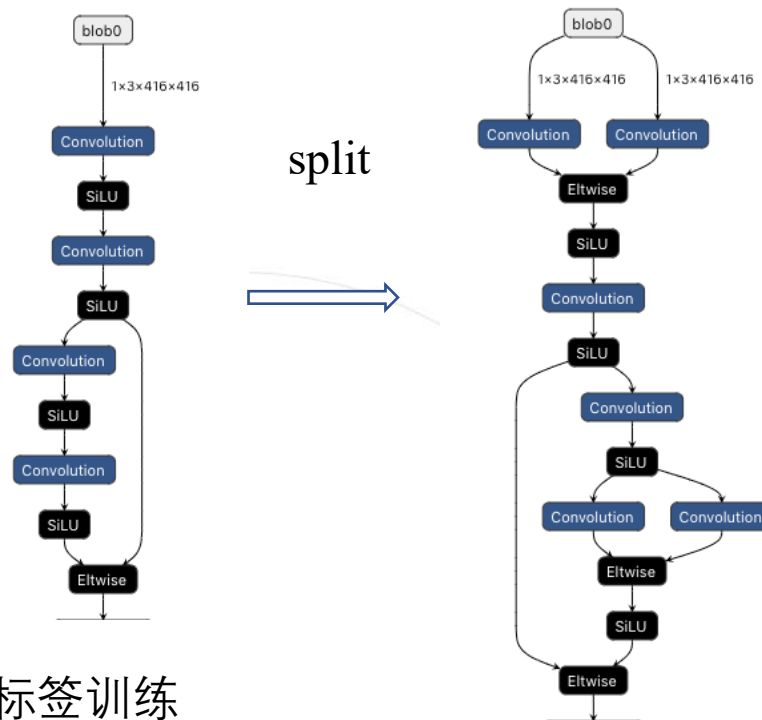 blob0
1×3×416×416
Convolution
SiLU
Convolution
SiLU
Convolution
SiLU
Convolution
SiLU
Eltwise
split
blob0
1×3×416×416
1×3×416×416
Convolution
Convolution
Eltwise
SiLU
Convolution
SiLU
Convolution
SiLU
Convolution
Convolution
Eltwise
SiLU
Eltwise
标签训练